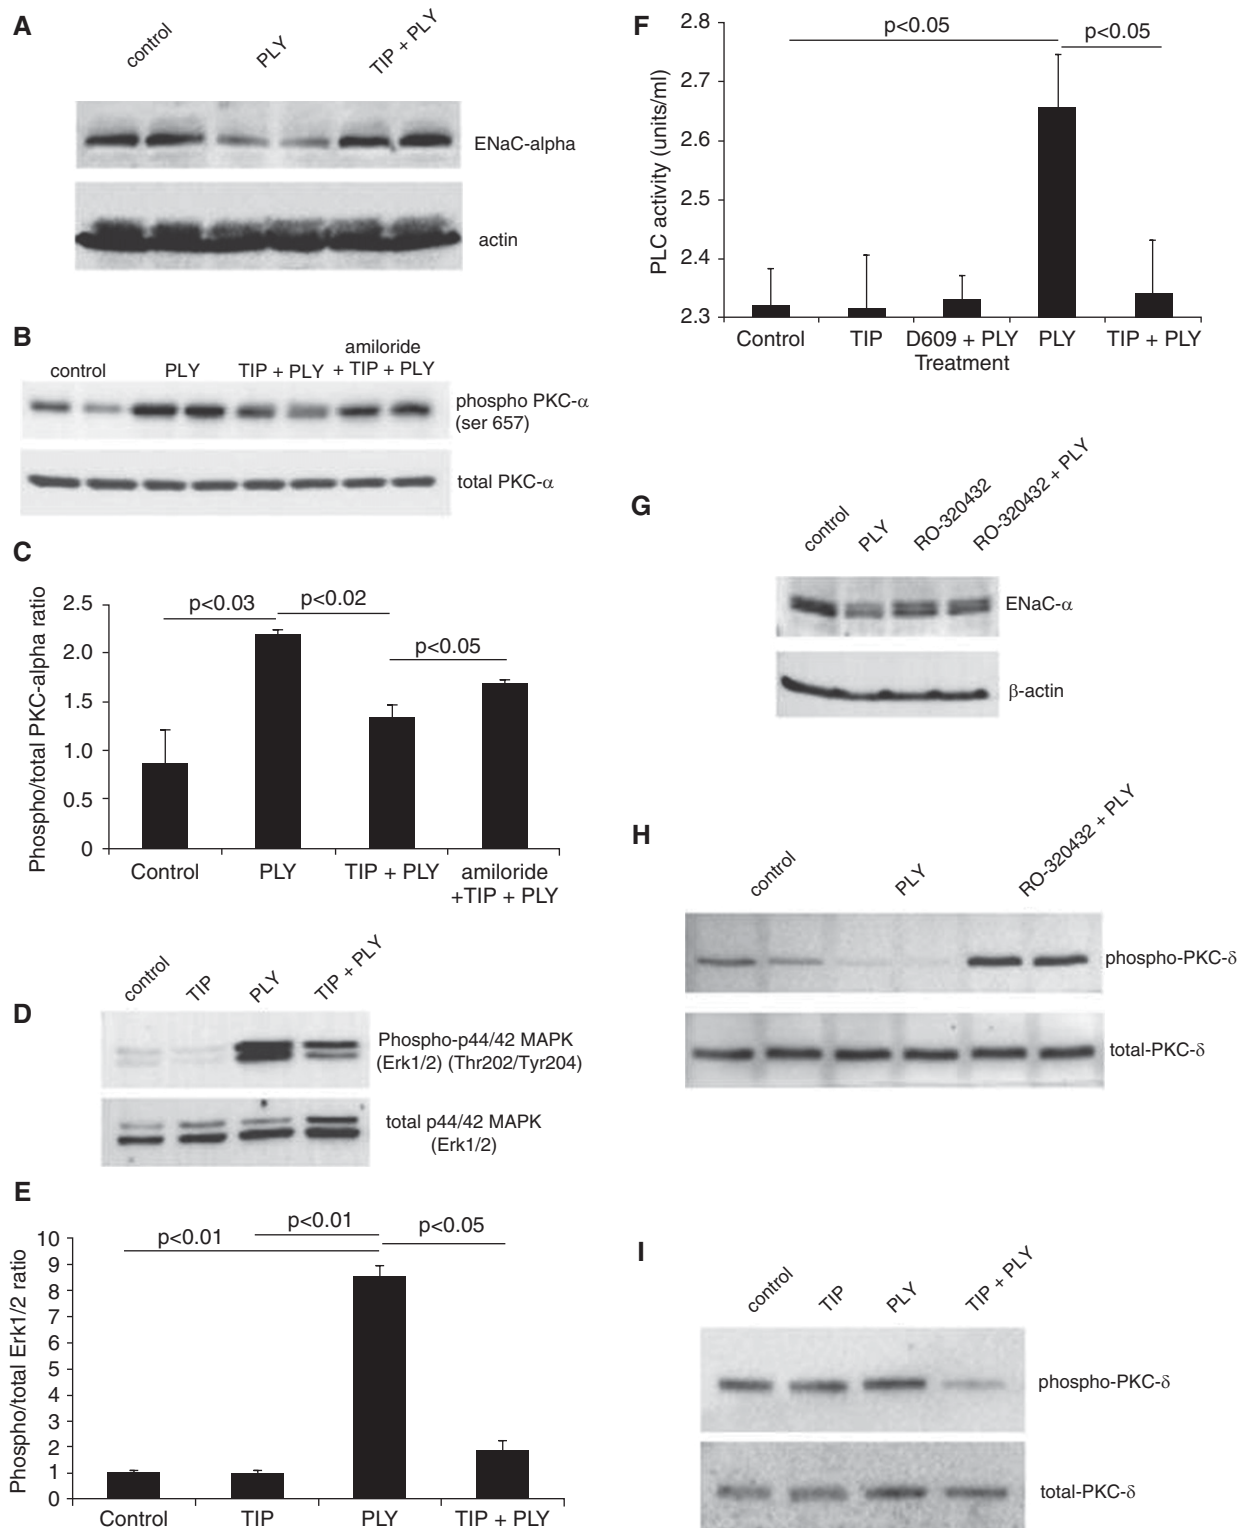 A
control
PLY
TIP + PLY
ENaC-alpha
actin
B
control
PLY
TIP + PLY
amiloride
+ TIP + PLY
phospho PKC-α
(ser 657)
total PKC-α
C
Phospho/total PKC-alpha ratio
2.5
2.0
1.5
1.0
0.5
0
p<0.03
p<0.02
p<0.05
Control
PLY
TIP + PLY
amiloride
+TIP + PLY
D
control
TIP
PLY
TIP + PLY
Phospho-p44/42 MAPK
(Erk1/2) (Thr202/Tyr204)
total p44/42 MAPK
(Erk1/2)
E
Phospho/total Erk1/2 ratio
10
9
8
7
6
5
4
3
2
1
0
p<0.01
p<0.01
p<0.05
Control
TIP
PLY
TIP + PLY
F
PLC activity (units/ml)
2.8
2.7
2.6
2.5
2.4
2.3
p<0.05
p<0.05
Control
TIP
D609 + PLY
PLY
TIP + PLY
Treatment
G
control
PLY
RO-320432
RO-320432 + PLY
ENaC-α
β-actin
H
control
PLY
RO-320432 + PLY
phospho-PKC-δ
total-PKC-δ
I
control
TIP
PLY
TIP + PLY
phospho-PKC-δ
total-PKC-δ